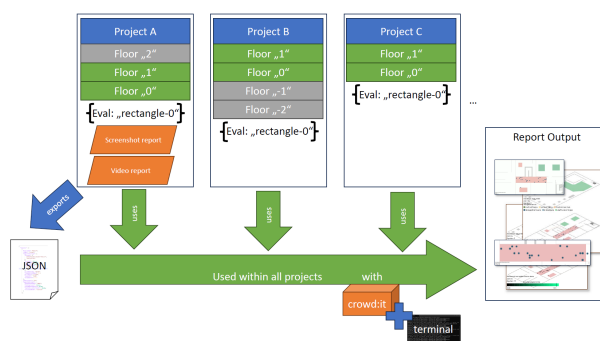 Project A
Floor „2“
Floor „1“
Floor „0“
{Eval: „rectangle-0“}
Screenshot report
Video report
Project B
Floor „1“
Floor „0“
Floor „-1“
Floor „-2“
{Eval: „rectangle-0“}
Project C
Floor „1“
Floor „0“
{Eval: „rectangle-0“}
...
Report Output
exports
uses
uses
uses
JSON
Used within all projects
with
crowd:it
terminal